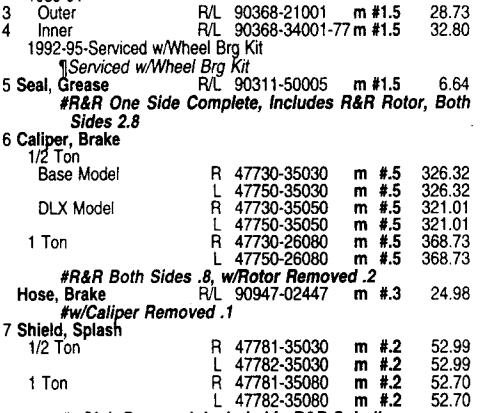 3 Outer R/L 90368-21001 m #1.5 28.73
4 Inner R/L 90368-34001-77 m #1.5 32.80
1992-95-Serviced w/Wheel Brg Kit
¶Serviced w/Wheel Brg Kit
5 Seal, Grease R/L 90311-50005 m #1.5 6.64
#R&R One Side Complete, Includes R&R Rotor, Both
Sides 2.8
6 Caliper, Brake
1/2 Ton
Base Model R 47730-35030 m #.5 326.32
L 47750-35030 m #.5 326.32
DLX Model R 47730-35050 m #.5 321.01
L 47750-35050 m #.5 321.01
1 Ton R 47730-26080 m #.5 368.73
L 47750-26080 m #.5 368.73
#R&R Both Sides .8, w/Rotor Removed .2
Hose, Brake R/L 90947-02447 m #.3 24.98
#w/Caliper Removed .1
7 Shield, Splash
1/2 Ton R 47781-35030 m #.2 52.99
L 47782-35030 m #.2 52.99
1 Ton R 47781-35080 m #.2 52.70
L 47782-35080 m #.2 52.70